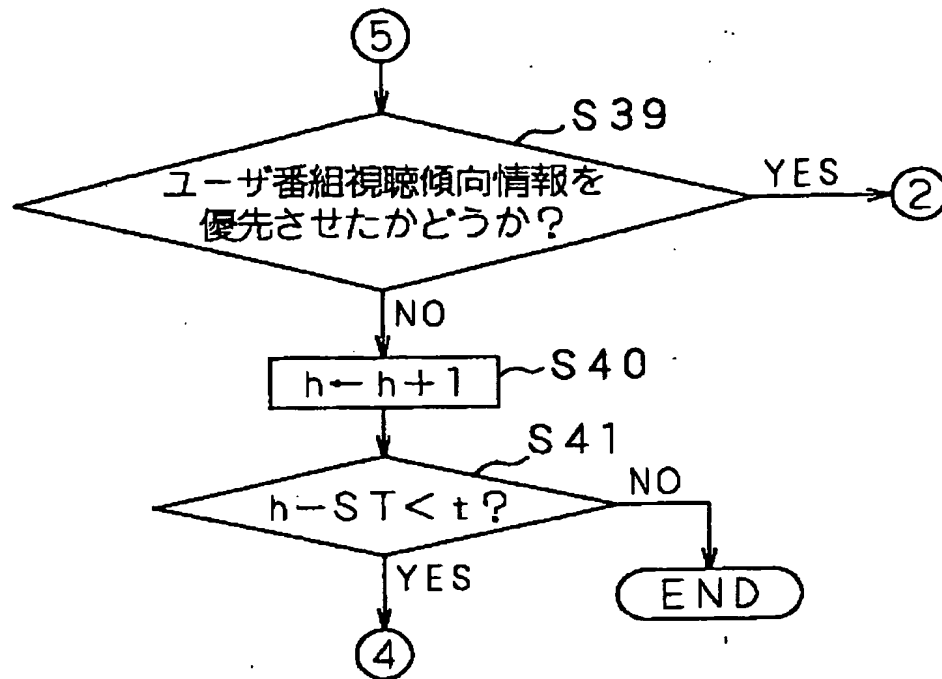 5
S39
ユーザ番組視聴傾向情報を
優先させたかどうか?
YES
2
NO
h←h+1
S40
S41
h-ST<t?
NO
YES
END
4